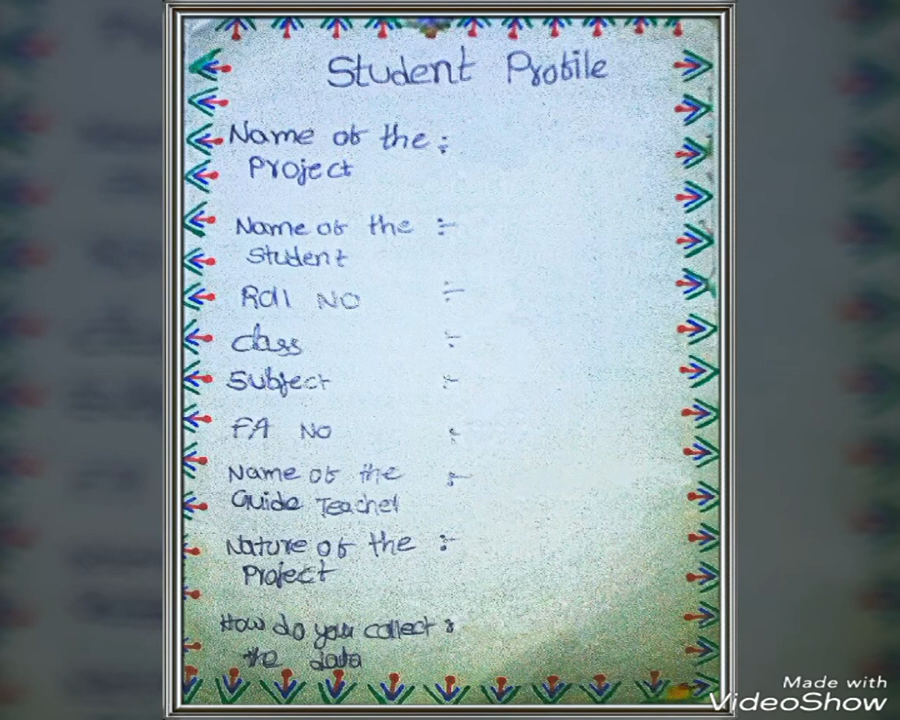 Student Profile
Name of the :
Project
Name of the :-
Student
Roll No :-
Class :-
Subject :-
FA No :
Name of the :-
Guide Teacher
Nature of the :-
Project
How do you collect :
the data
Made with
VideoShow